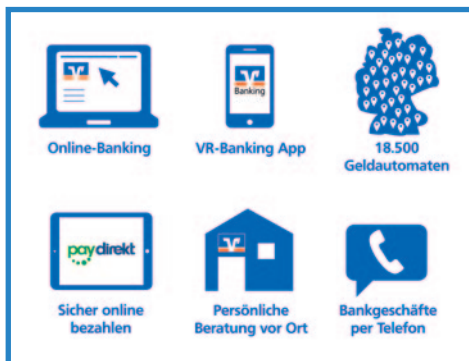 Banking
Online-Banking
VR-Banking App
18.500
Geldautomaten
paydirekt
Sicher online
bezahlen
Persönliche
Beratung vor Ort
Bankgeschäfte
per Telefon